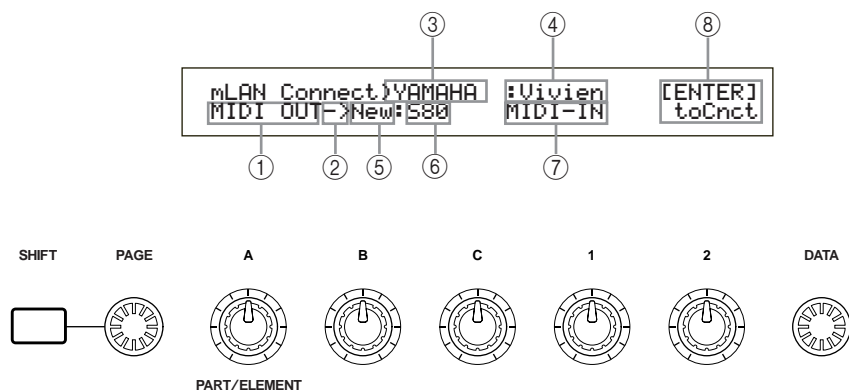 ③ ④ ⑧
mLAN Connect)YAMAHA :Vivien [ENTER]
MIDI OUT->New:S80 MIDI-IN toCnct
① ② ⑤ ⑥ ⑦
SHIFT PAGE A B C 1 2 DATA
PART/ELEMENT